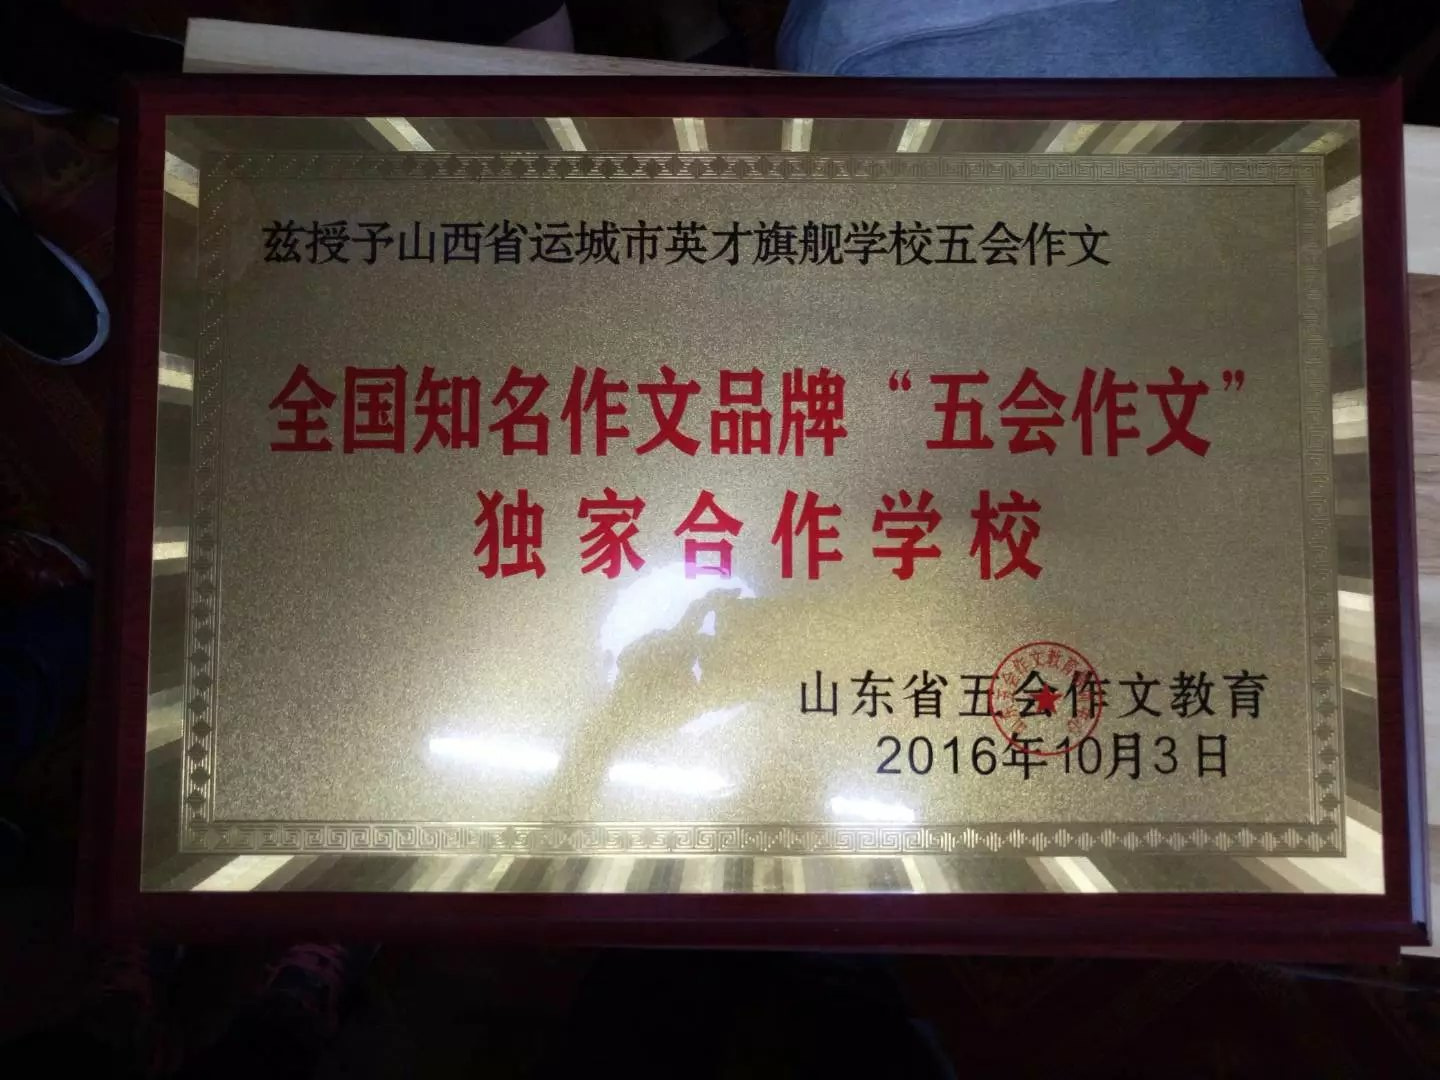 兹授予山西省运城市英才旗舰学校五会作文
全国知名作文品牌“五会作文”
独家合作学校
山东省五会作文教育
2016年10月3日